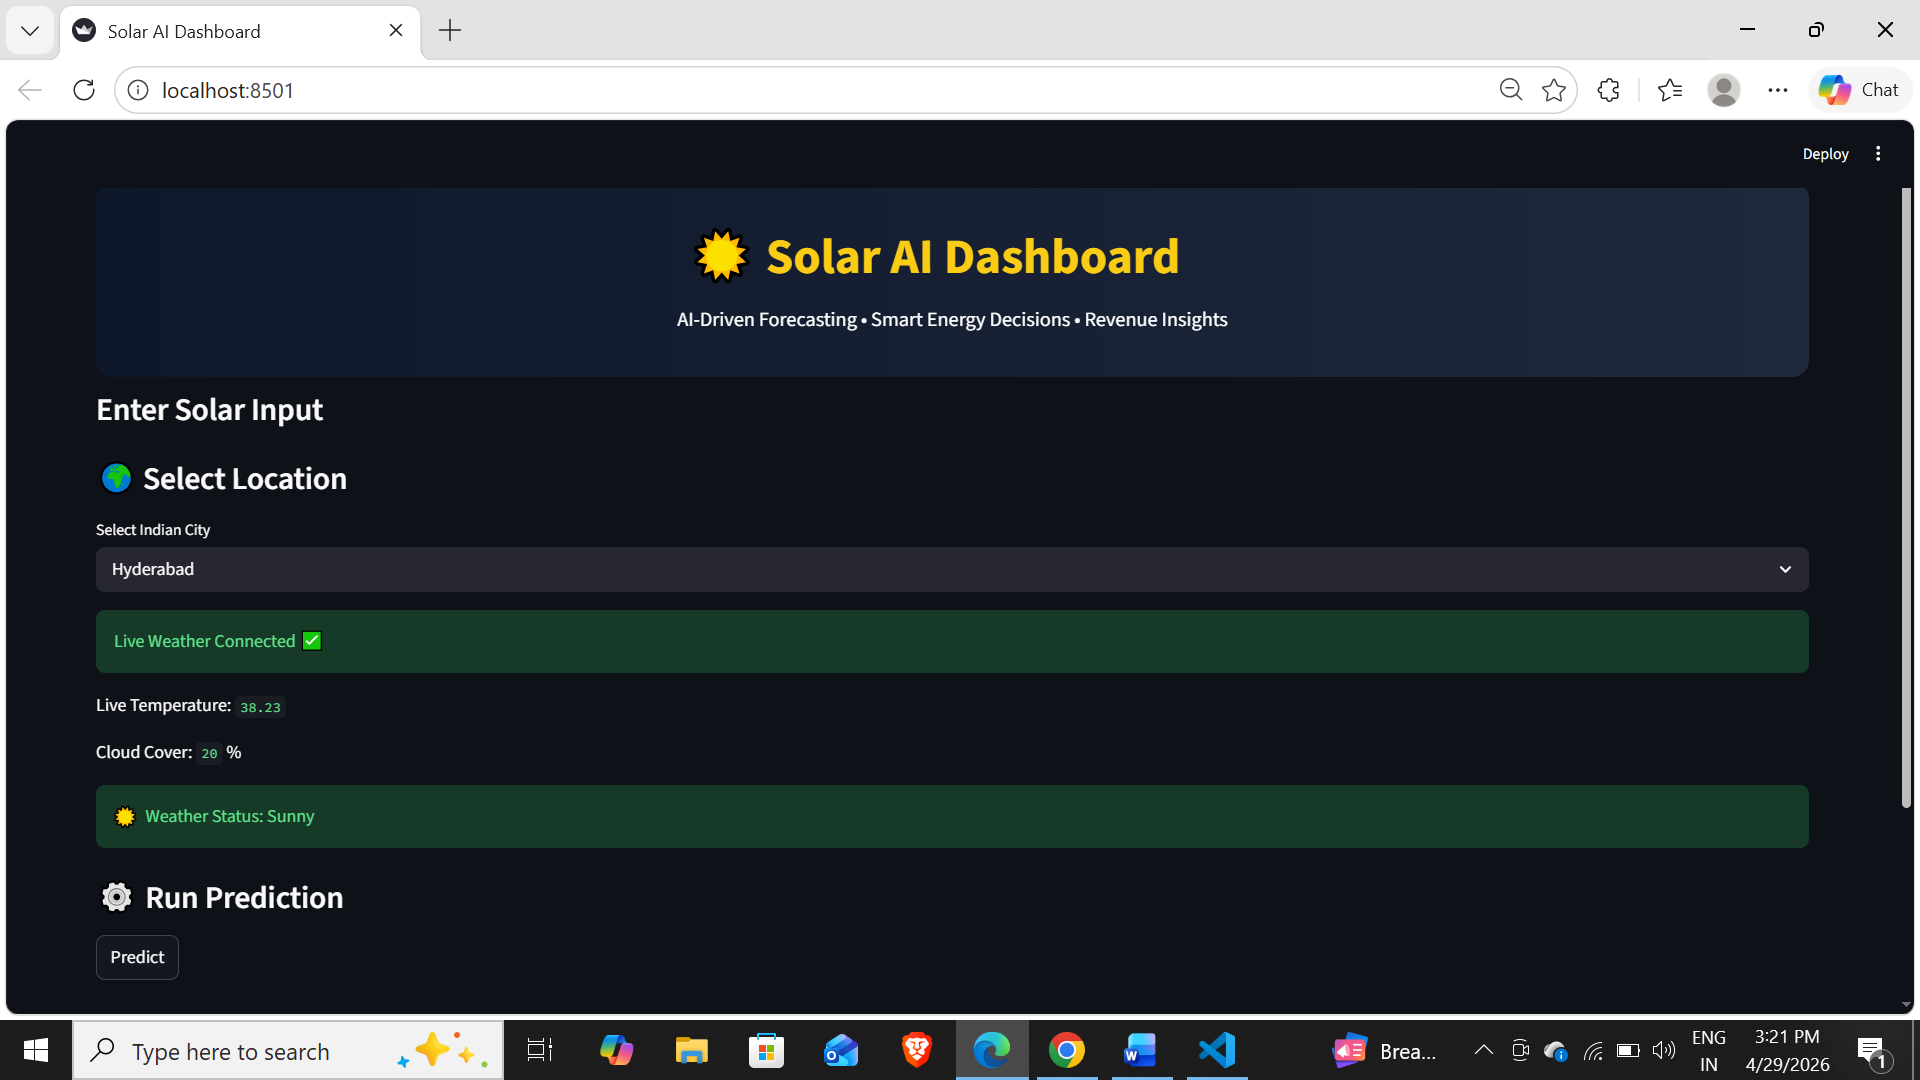 Solar AI Dashboard
localhost:8501
Chat
Deploy
Solar AI Dashboard
AI-Driven Forecasting • Smart Energy Decisions • Revenue Insights
Enter Solar Input
Select Location
Select Indian City
Hyderabad
Live Weather Connected ✅
Live Temperature: 38.23
Cloud Cover: 20 %
Weather Status: Sunny
Run Prediction
Predict
Type here to search
Brea...
ENG
IN
3:21 PM
4/29/2026
1